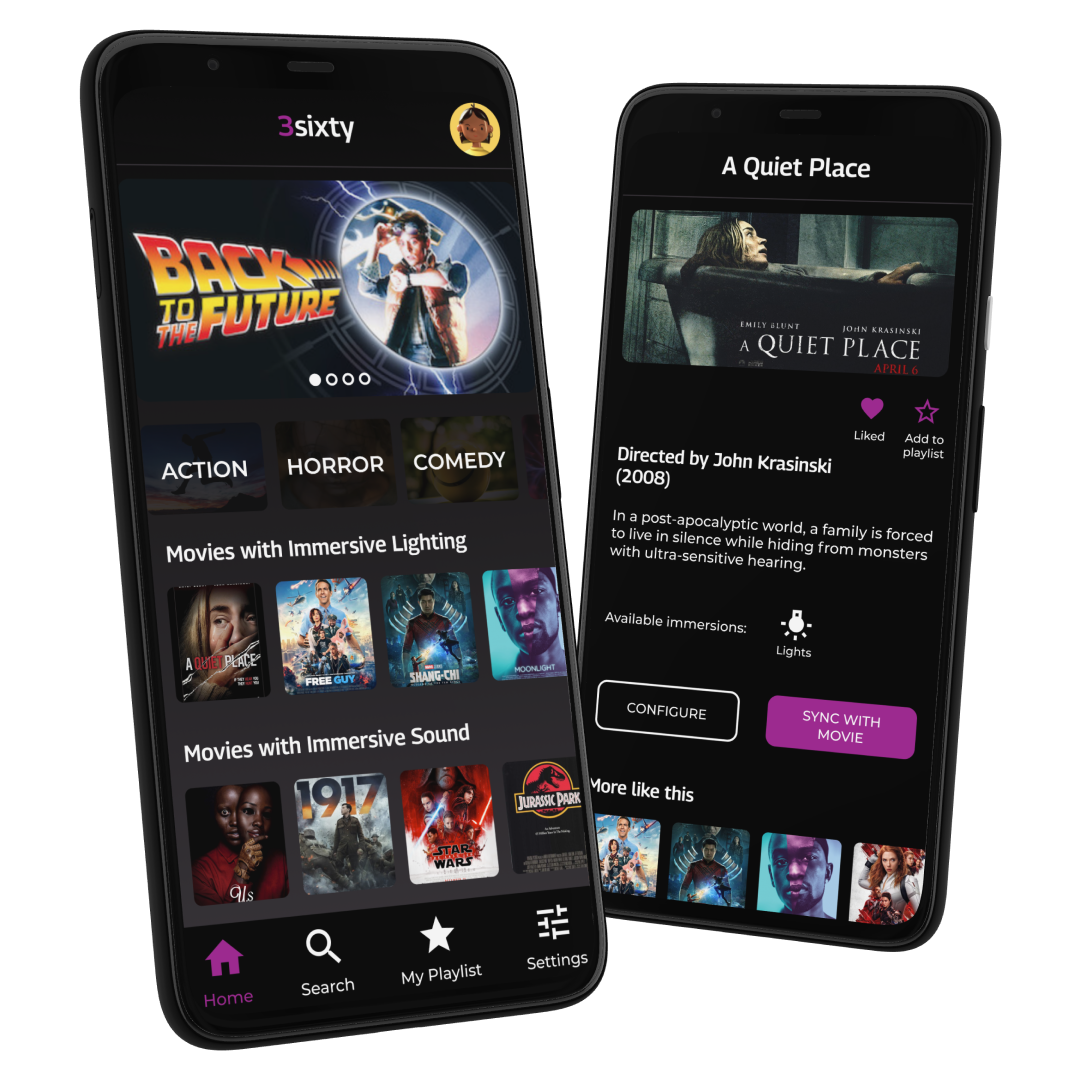 3sixty
BACK
TO THE FUTURE
ACTION
HORROR
COMEDY
Movies with Immersive Lighting
A QUIET PLACE
FREE GUY
SHANG-CHI
MOONLIGHT
Movies with Immersive Sound
Us
1917
STAR
WARS
JURASSIC PARK
Home
Search
My Playlist
Settings
A Quiet Place
EMILY BLUNT
JOHN KRASINSKI
A QUIET PLACE
APRIL 6
Liked
Add to
playlist
Directed by John Krasinski
(2008)
In a post-apocalyptic world, a family is forced
to live in silence while hiding from monsters
with ultra-sensitive hearing.
Available immersions:
Lights
CONFIGURE
SYNC WITH
MOVIE
More like this